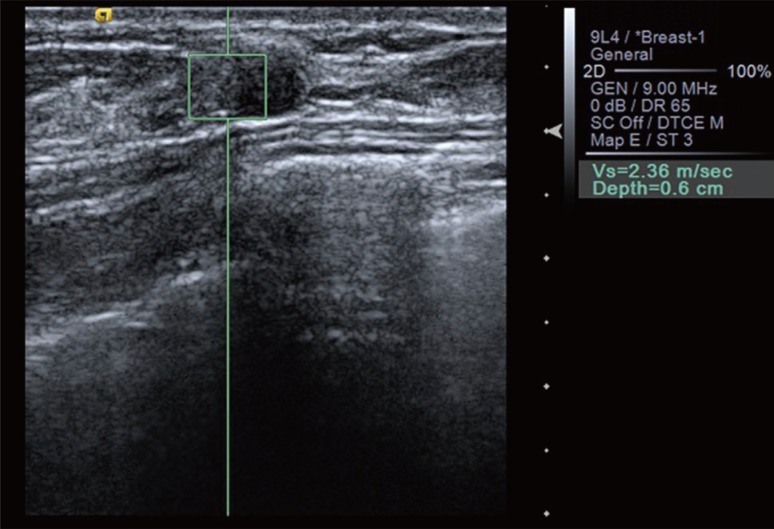 9L4 / *Breast-1
General
2D 100%
GEN / 9.00 MHz
0 dB / DR 65
SC Off / DTCE M
Map E / ST 3
Vs=2.36 m/sec
Depth=0.6 cm